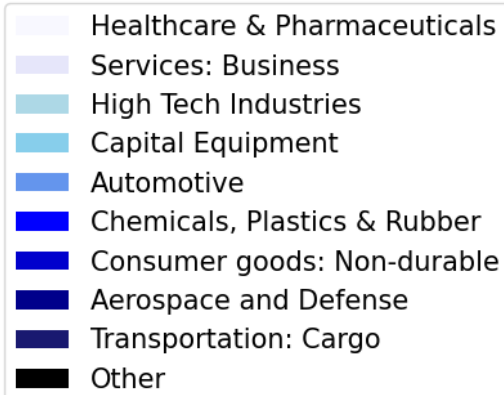 Healthcare & Pharmaceuticals
Services: Business
High Tech Industries
Capital Equipment
Automotive
Chemicals, Plastics & Rubber
Consumer goods: Non-durable
Aerospace and Defense
Transportation: Cargo
Other